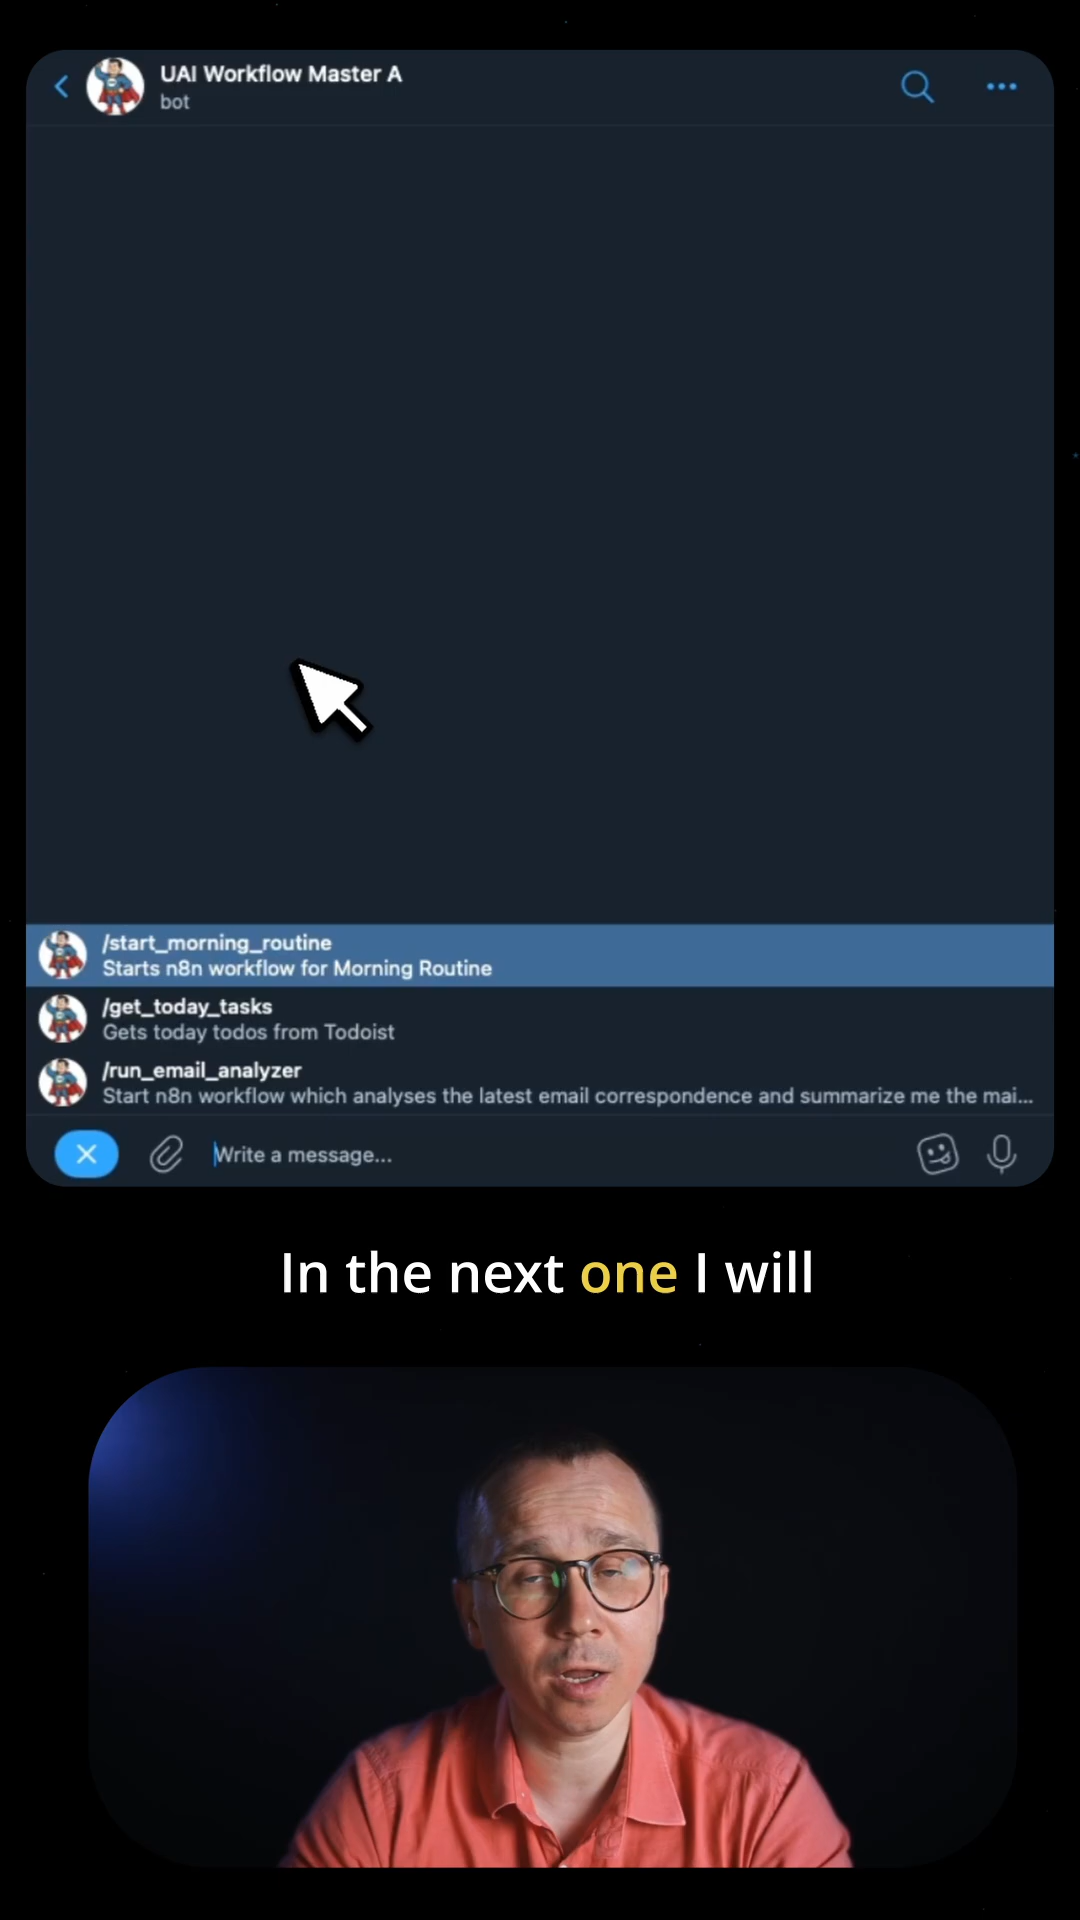 UAI Workflow Master A
bot
/start_morning_routine
Starts n8n workflow for Morning Routine
/get_today_tasks
Gets today todos from Todoist
/run_email_analyzer
Start n8n workflow which analyses the latest email correspondence and summarize me the mai...
Write a message...
In the next one I will